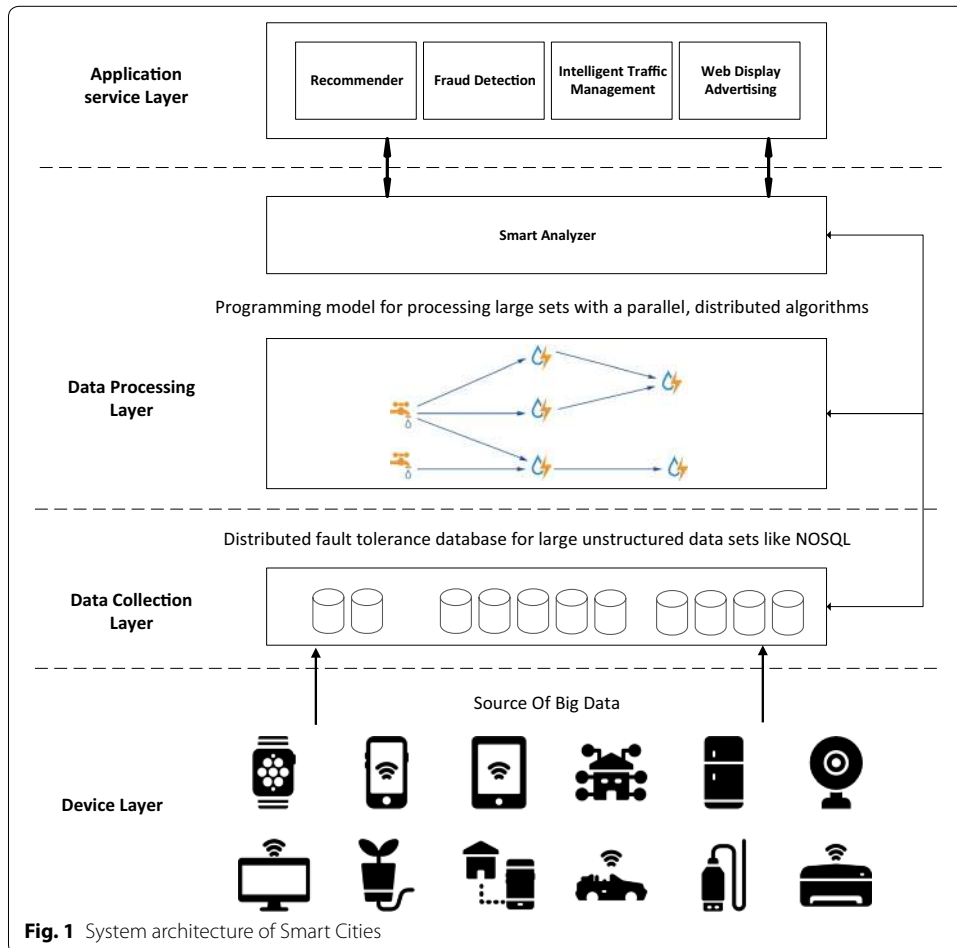 Application
service Layer
Recommender
Fraud Detection
Intelligent Traffic
Management
Web Display
Advertising
Smart Analyzer
Programming model for processing large sets with a parallel, distributed algorithms
Data Processing
Layer
Distributed fault tolerance database for large unstructured data sets like NOSQL
Data Collection
Layer
Source Of Big Data
Device Layer
Fig. 1 System architecture of Smart Cities